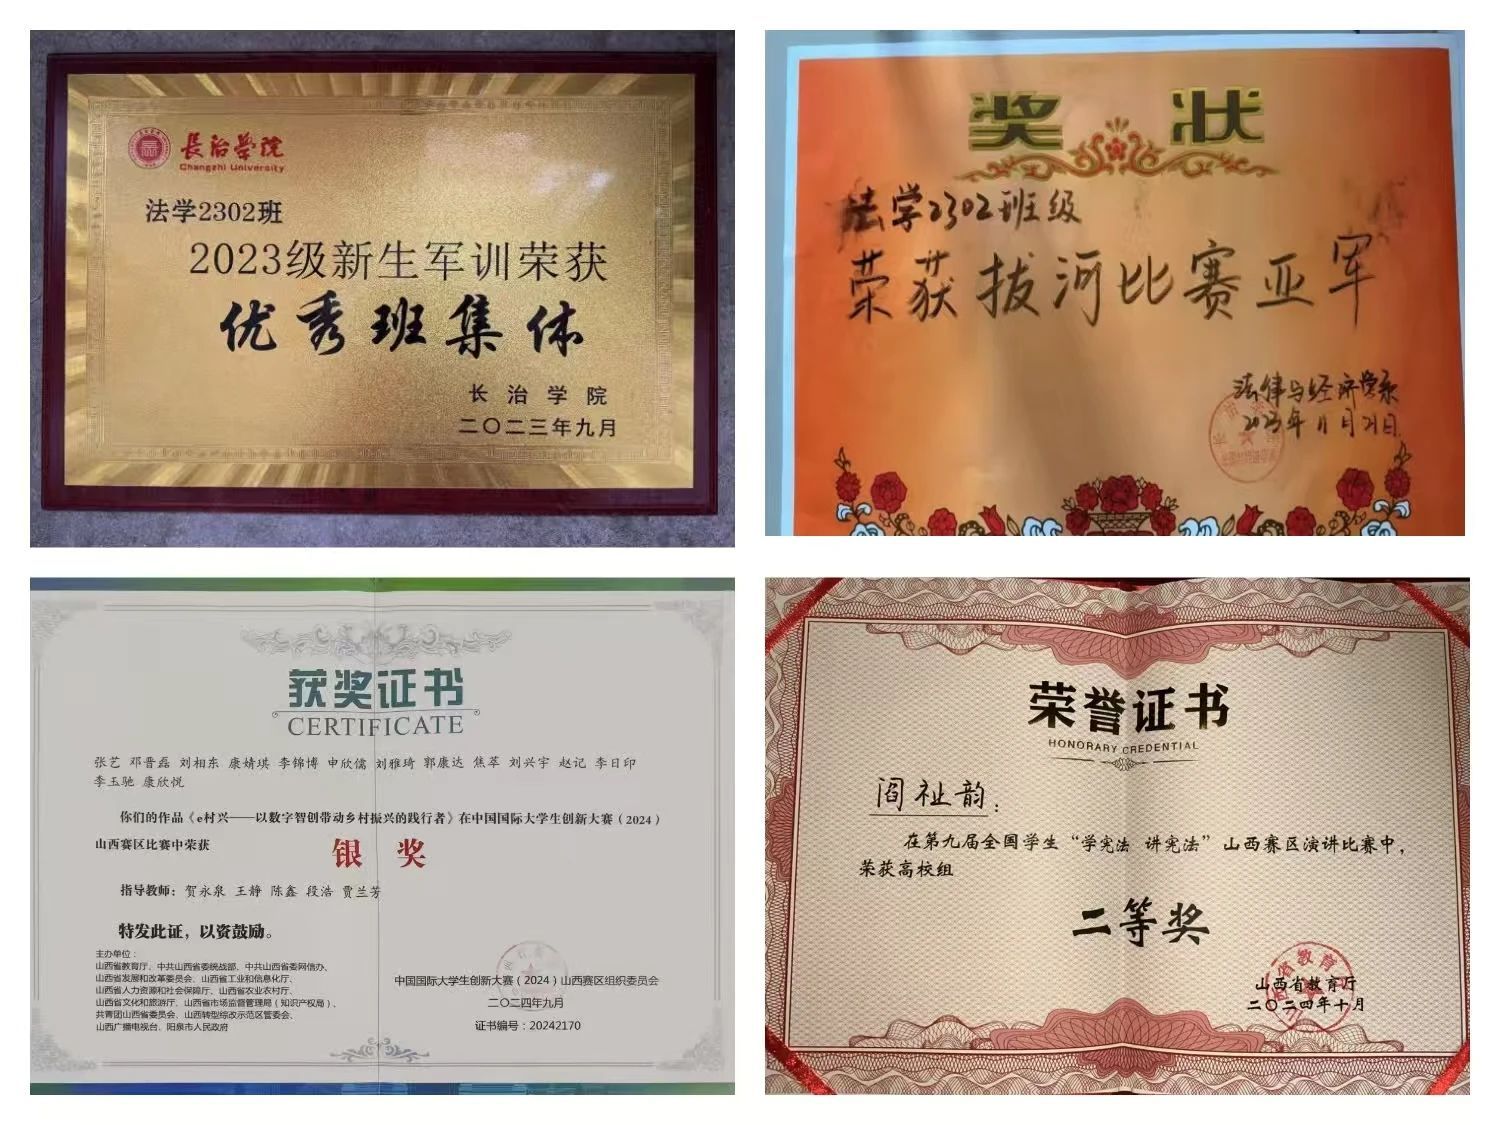 長治學院
Changzhi University
法学2302班
2023级新生军训荣获
优秀班集体
长治学院
二〇二三年九月
奖状
法学2302班级
荣获拔河比赛亚军
法律与经济学系
2023年11月21日
获奖证书
CERTIFICATE
张艺 邓晋磊 刘相东 康婧琪 李锦博 申欣儒 刘雅琦 郭康达 焦萃 刘兴宇 赵记 李日印
李玉驰 康欣悦
你们的作品《e村兴——以数字智创带动乡村振兴的践行者》在中国国际大学生创新大赛（2024）
山西赛区比赛中荣获
银奖
指导教师：贺永泉 王静 陈鑫 段浩 贾兰芳
特发此证，以资鼓励。
主办单位：
山西省教育厅、中共山西省委统战部、中共山西省委网信办、
山西省发展和改革委员会、山西省工业和信息化厅、
山西省人力资源和社会保障厅、山西省农业农村厅、
山西省文化和旅游厅、山西省市场监督管理局（知识产权局）、
共青团山西省委员会、山西转型综改示范区管委会、
山西广播电视台、阳泉市人民政府
中国国际大学生创新大赛（2024）山西赛区组织委员会
二〇二四年九月
证书编号：20242170
荣誉证书
HONORARY CREDENTIAL
阎祉韵：
在第九届全国学生“学宪法 讲宪法”山西赛区演讲比赛中，
荣获高校组
二等奖
山西省教育厅
二〇二四年十月